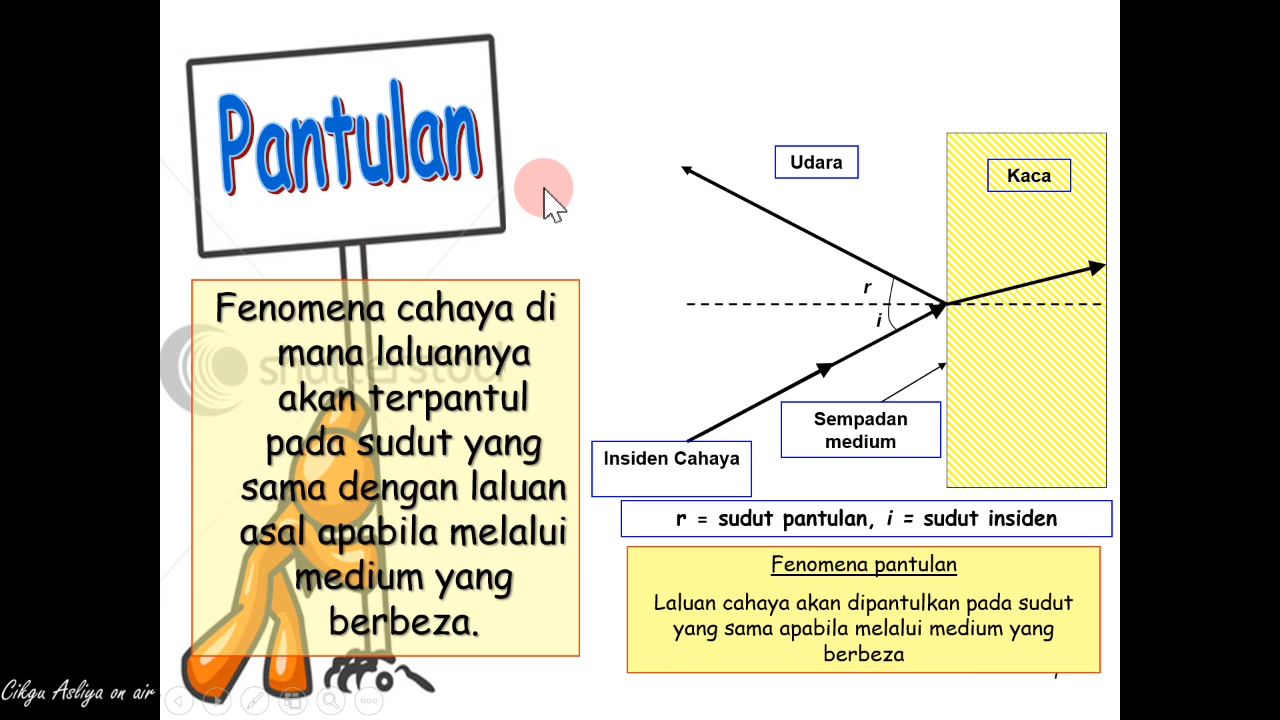 Pantulan
Fenomena cahaya di
mana laluannya
akan terpantul
pada sudut yang
sama dengan laluan
asal apabila melalui
medium yang
berbeza.
Udara
Kaca
r
i
Sempadan
medium
Insiden Cahaya
r = sudut pantulan, i = sudut insiden
Fenomena pantulan
Laluan cahaya akan dipantulkan pada sudut
yang sama apabila melalui medium yang
berbeza
Cikgu Asliya on air